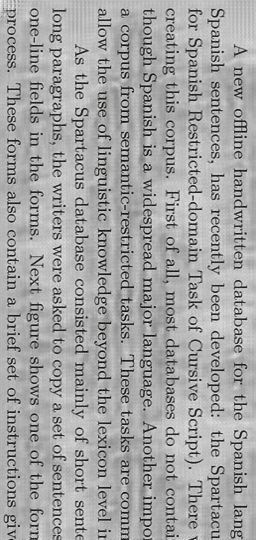 A new offline handwritten database for the Spanish lang
Spanish sentences, has recently been developed: the Spartacu
for Spanish Restricted-domain Task of Cursive Script). There
creating this corpus. First of all, most databases do not contai
though Spanish is a widespread major language. Another impor
a corpus from semantic-restricted tasks. These tasks are comm
allow the use of linguistic knowledge beyond the lexicon level i
As the Spartacus database consisted mainly of short sente
long paragraphs, the writers were asked to copy a set of sentences
one-line fields in the forms. Next figure shows one of the form
process. These forms also contain a brief set of instructions give